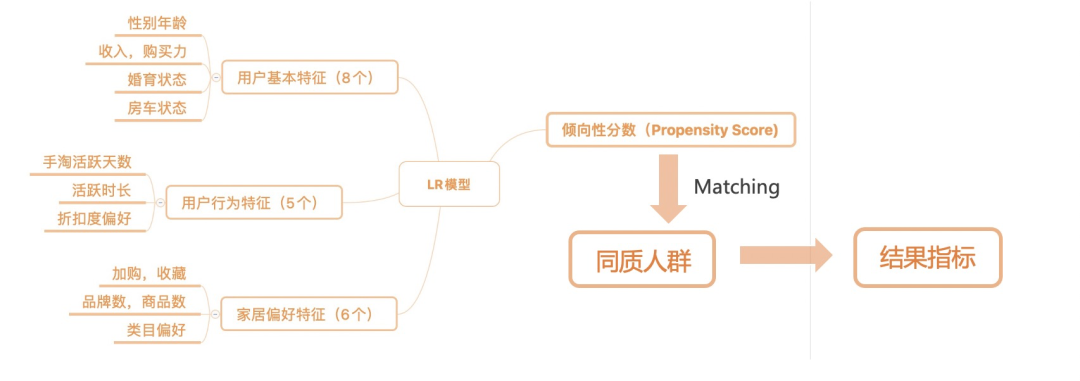 性别年龄
收入，购买力
婚育状态
房车状态
用户基本特征（8个）
手淘活跃天数
活跃时长
折扣度偏好
用户行为特征（5个）
加购，收藏
品牌数，商品数
类目偏好
家居偏好特征（6个）
LR模型
倾向性分数（Propensity Score)
Matching
同质人群
结果指标